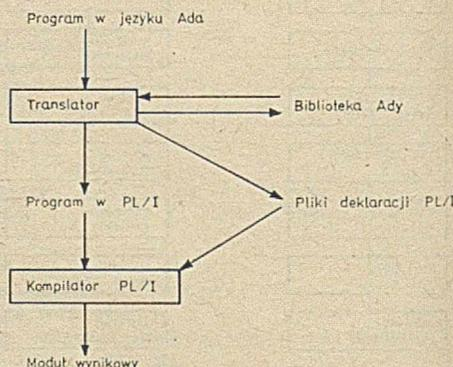 Program w języku Ada
Translator
Biblioteka Ady
Program w PL/I
Pliki deklaracji PL/I
Kompilator PL/I
Moduł wynikowy